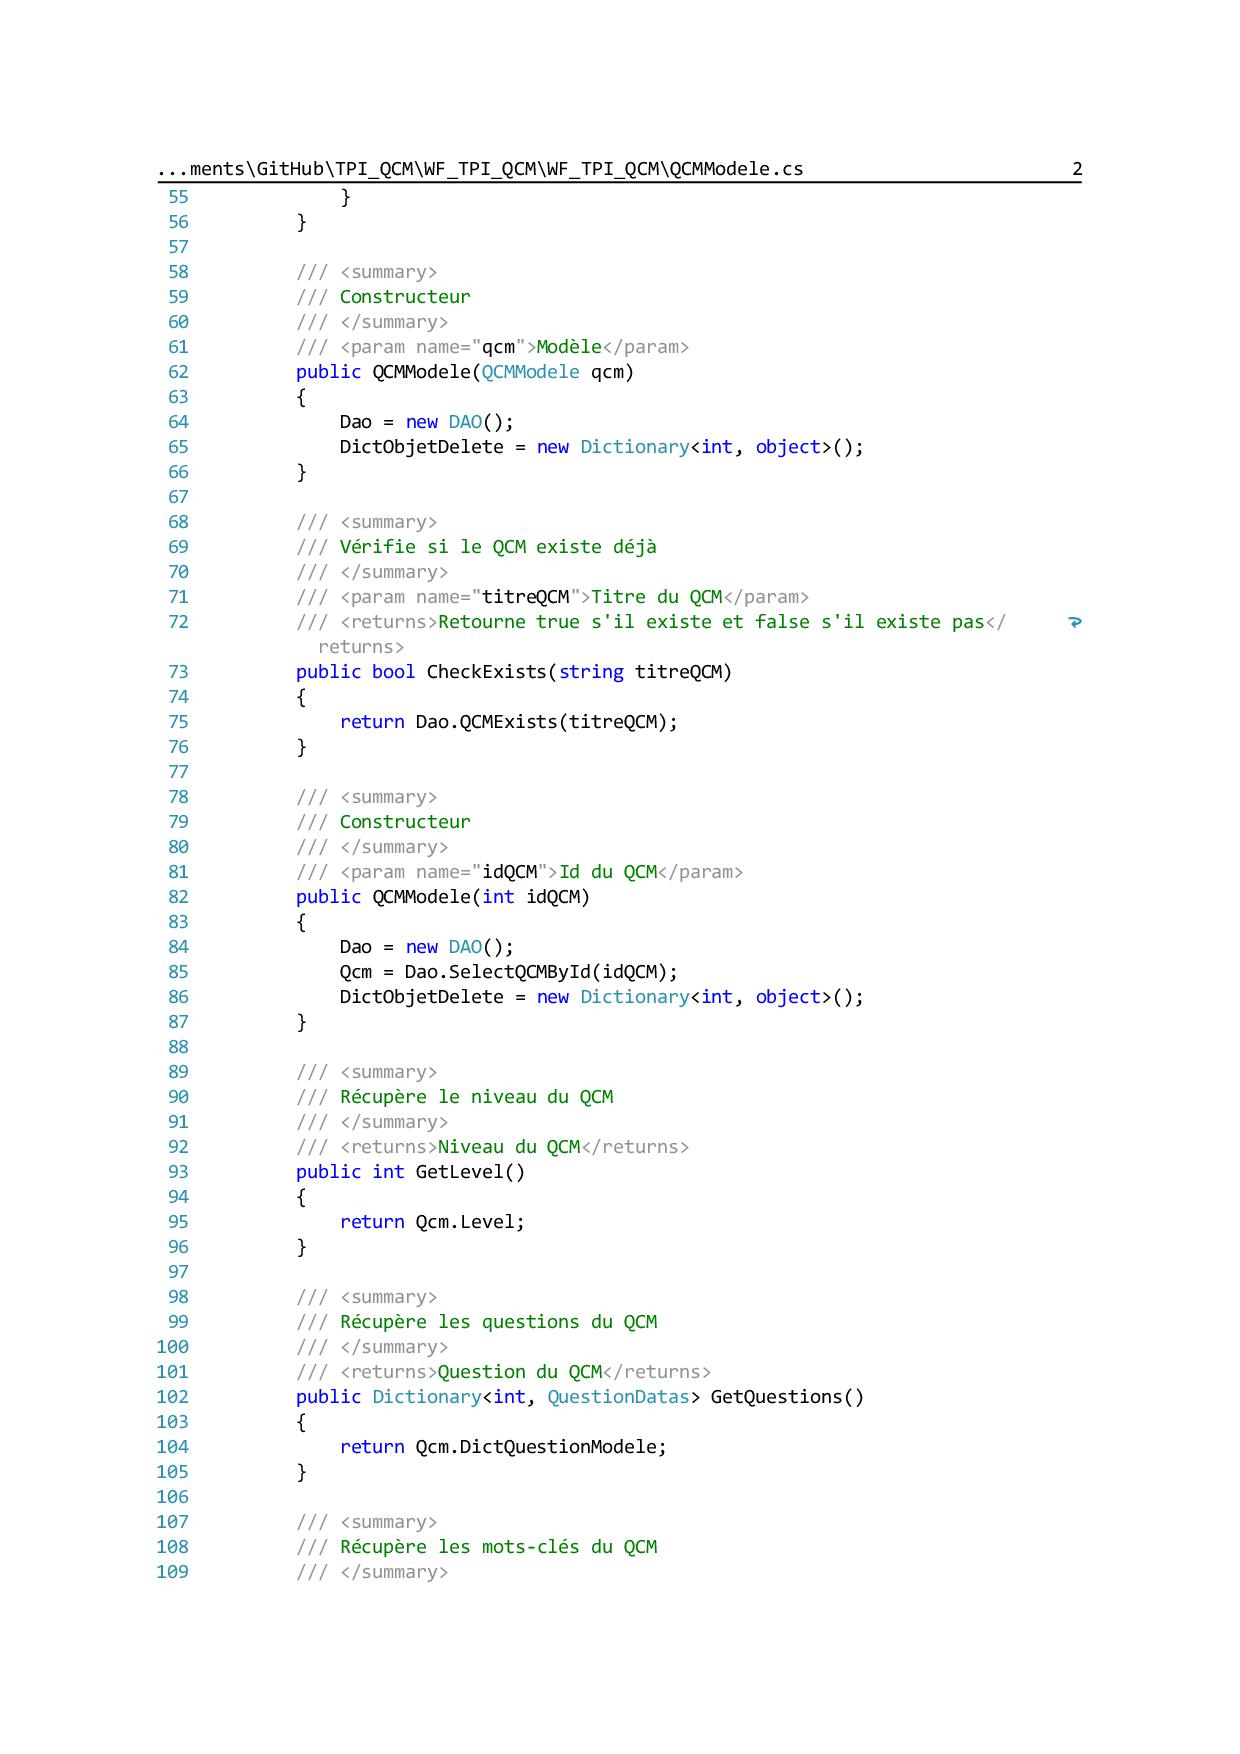 ...ments\GitHub\TPI_QCM\WF_TPI_QCM\WF_TPI_QCM\QCMModele.cs 2
55 }
56 }
57
58 /// <summary>
59 /// Constructeur
60 /// </summary>
61 /// <param name="qcm">Modèle</param>
62 public QCMModele(QCMModele qcm)
63 {
64 Dao = new DAO();
65 DictObjetDelete = new Dictionary<int, object>();
66 }
67
68 /// <summary>
69 /// Vérifie si le QCM existe déjà
70 /// </summary>
71 /// <param name="titreQCM">Titre du QCM</param>
72 /// <returns>Retourne true s'il existe et false s'il existe pas</
returns>
73 public bool CheckExists(string titreQCM)
74 {
75 return Dao.QCMExists(titreQCM);
76 }
77
78 /// <summary>
79 /// Constructeur
80 /// </summary>
81 /// <param name="idQCM">Id du QCM</param>
82 public QCMModele(int idQCM)
83 {
84 Dao = new DAO();
85 Qcm = Dao.SelectQCMById(idQCM);
86 DictObjetDelete = new Dictionary<int, object>();
87 }
88
89 /// <summary>
90 /// Récupère le niveau du QCM
91 /// </summary>
92 /// <returns>Niveau du QCM</returns>
93 public int GetLevel()
94 {
95 return Qcm.Level;
96 }
97
98 /// <summary>
99 /// Récupère les questions du QCM
100 /// </summary>
101 /// <returns>Question du QCM</returns>
102 public Dictionary<int, QuestionDatas> GetQuestions()
103 {
104 return Qcm.DictQuestionModele;
105 }
106
107 /// <summary>
108 /// Récupère les mots-clés du QCM
109 /// </summary>